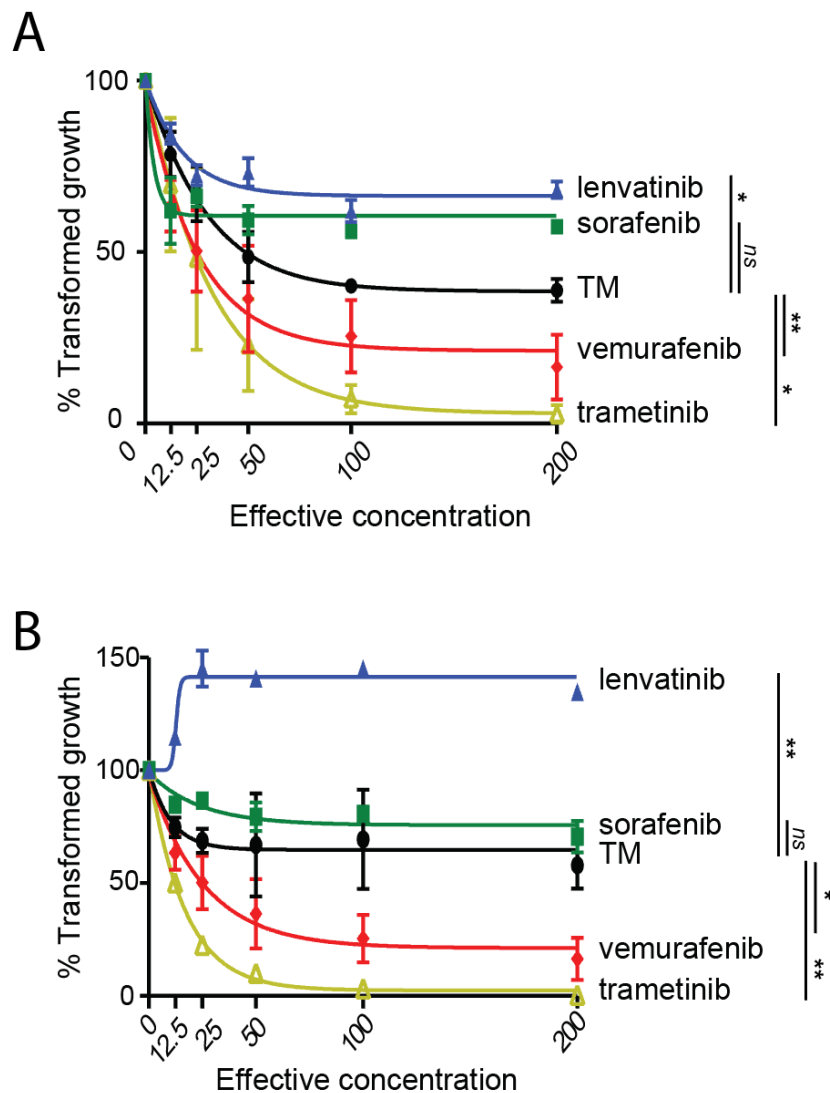 A
% Transformed growth
100
50
0
0
12.5
25
50
100
200
Effective concentration
lenvatinib
sorafenib
TM
vemurafenib
trametinib
*
ns
**
*
B
% Transformed growth
150
100
50
0
0
12.5
25
50
100
200
Effective concentration
lenvatinib
sorafenib
TM
vemurafenib
trametinib
**
ns
*
**